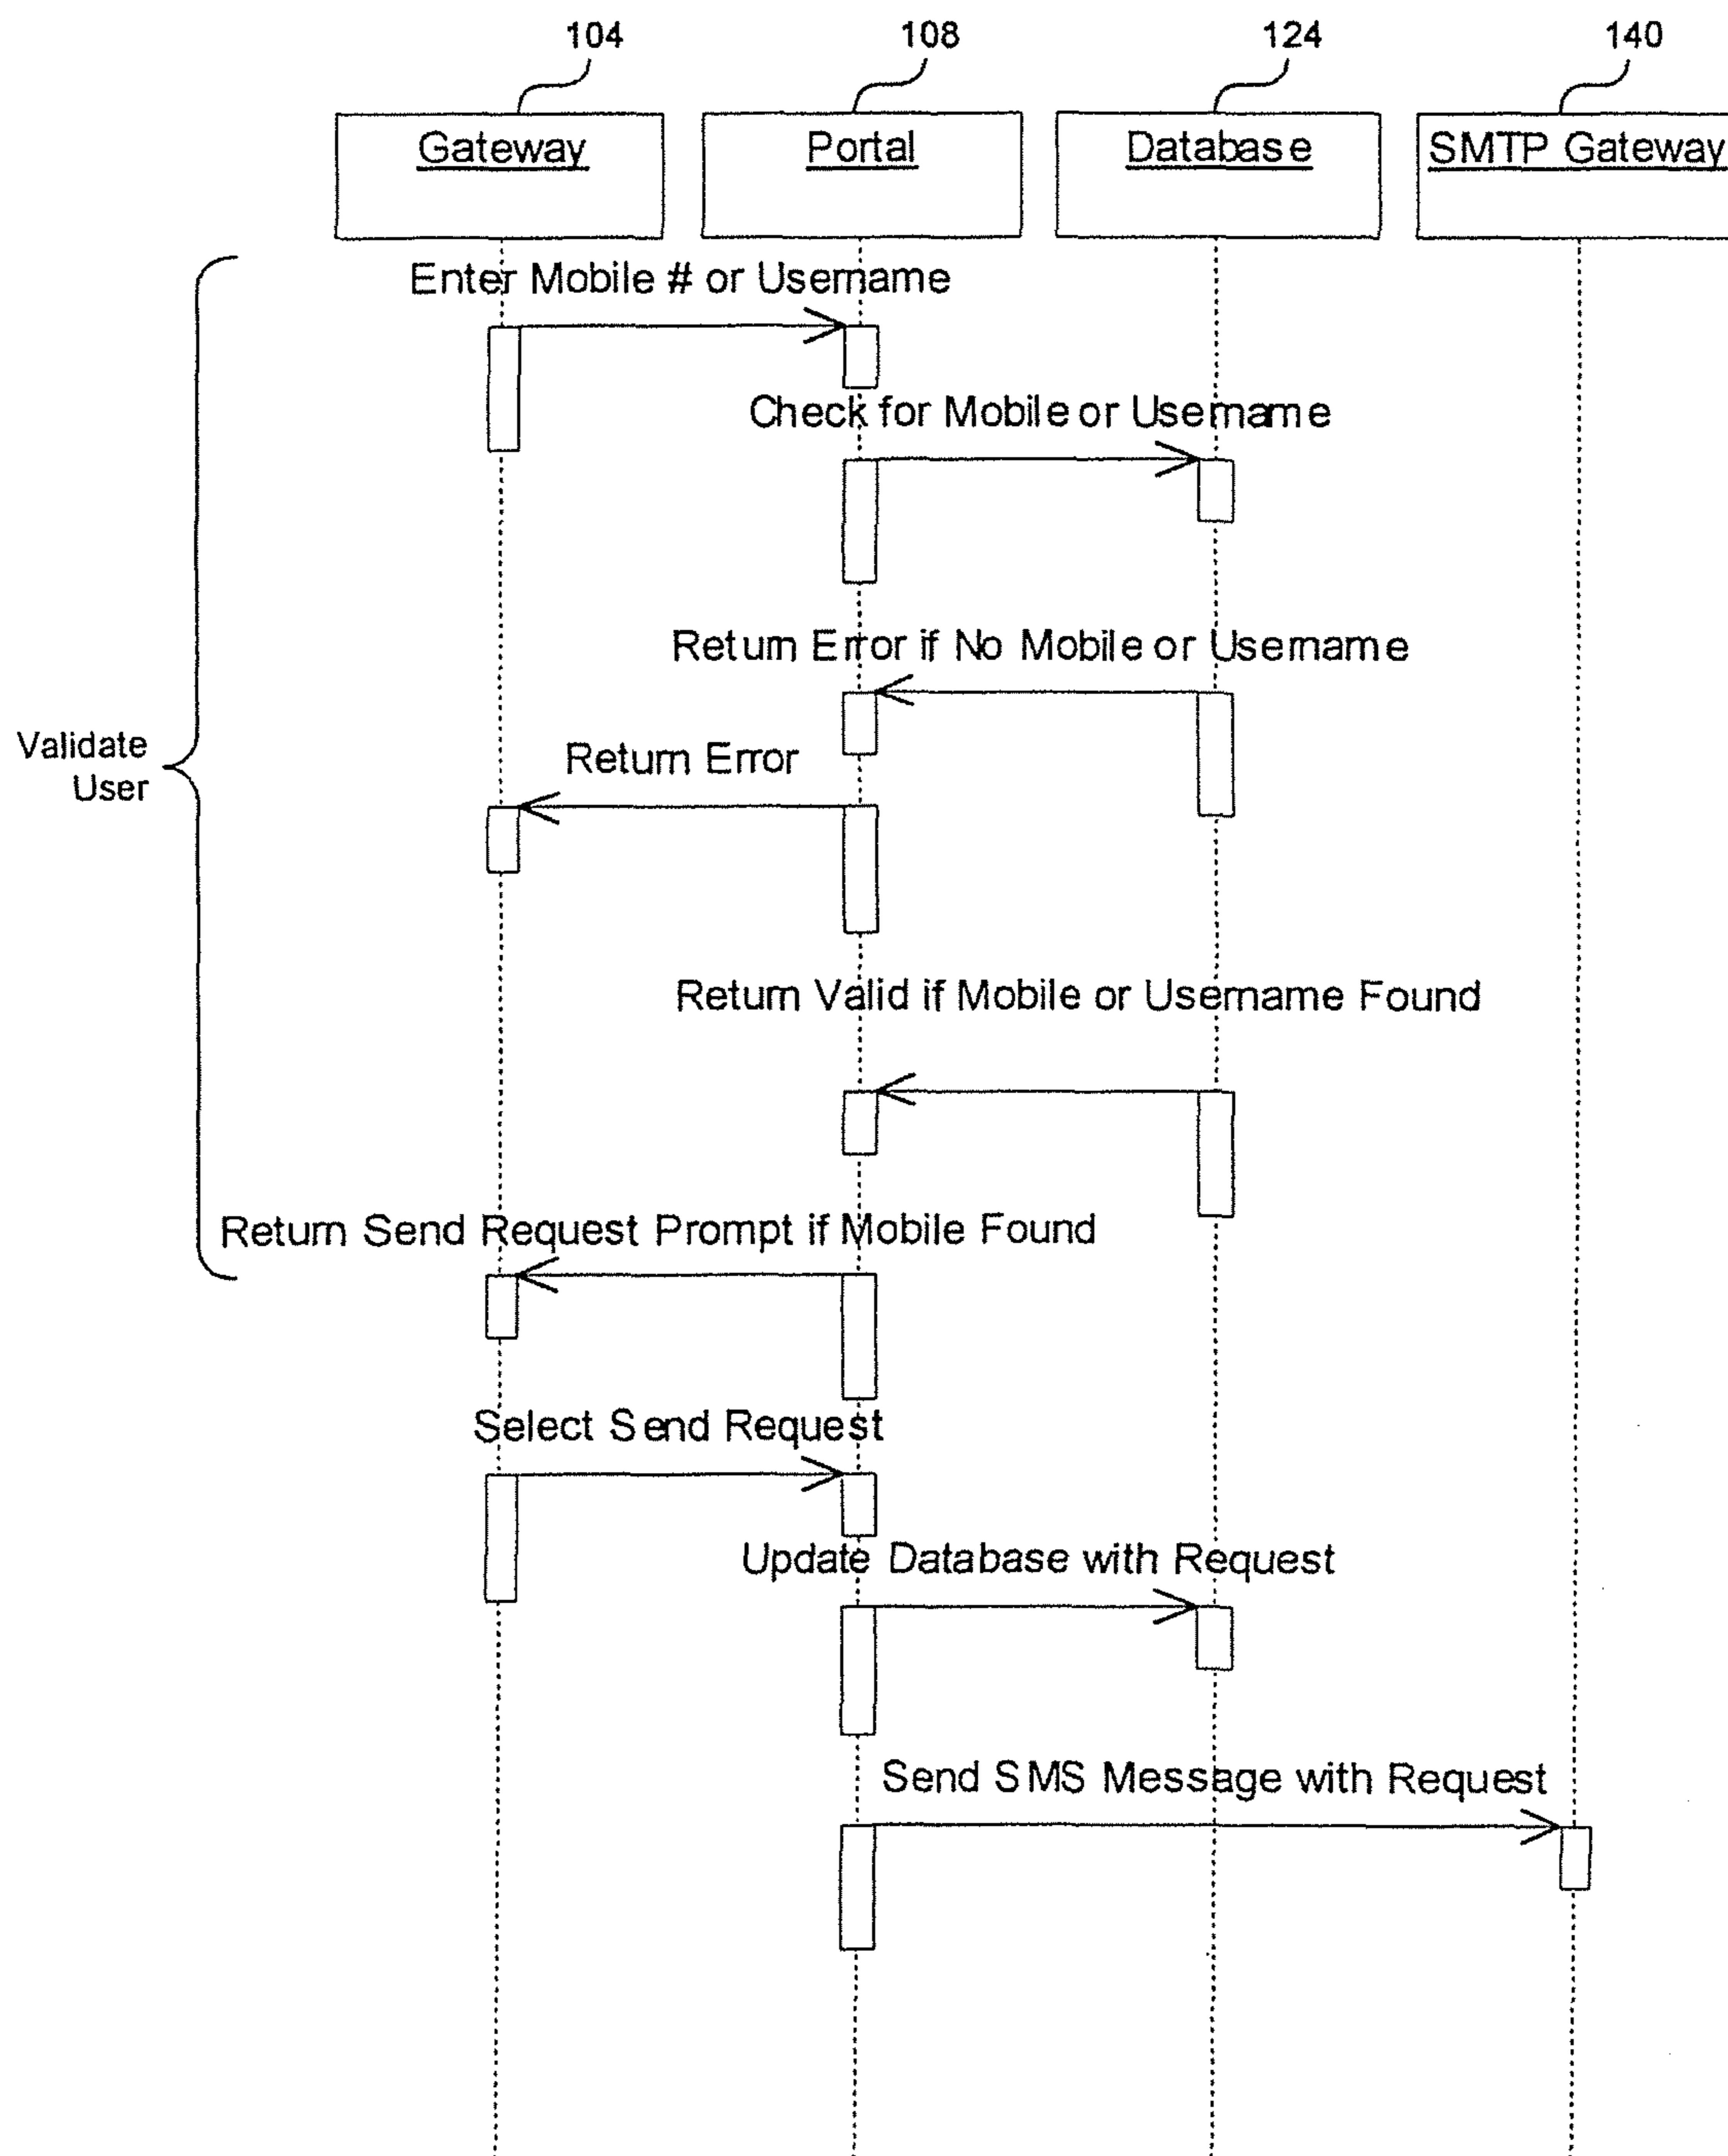 104
108
124
140
Gateway
Portal
Database
SMTP Gateway
Enter Mobile # or Username
Check for Mobile or Username
Return Error if No Mobile or Username
Validate
User
Return Error
Return Valid if Mobile or Username Found
Return Send Request Prompt if Mobile Found
Select Send Request
Update Database with Request
Send SMS Message with Request